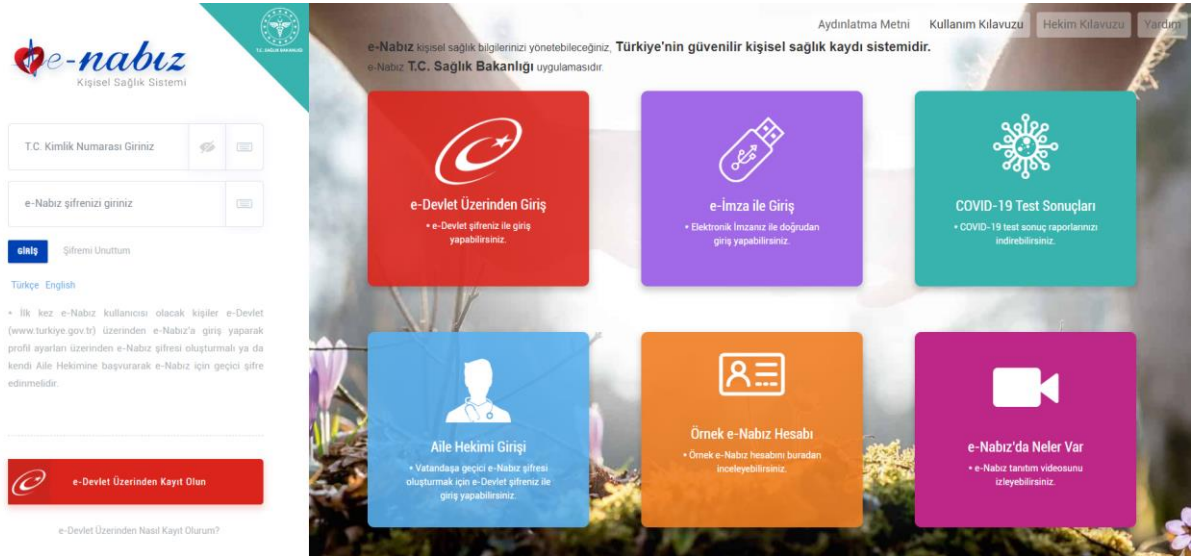 e-nabız
Kişisel Sağlık Sistemi
T.C. SAĞLIK BAKANLIĞI
T.C. Kimlik Numarası Giriniz
e-Nabız şifrenizi giriniz
GİRİŞ
Şifremi Unuttum
Türkçe English
• İlk kez e-Nabız kullanıcısı olacak kişiler e-Devlet
(www.turkiye.gov.tr) üzerinden e-Nabız'a giriş yaparak
profil ayarları üzerinden e-Nabız şifresi oluşturmalı ya da
kendi Aile Hekimine başvurarak e-Nabız için geçici şifre
edinmelidir.
e-Devlet Üzerinden Kayıt Olun
e-Devlet Üzerinden Nasıl Kayıt Olurum?
Aydınlatma Metni Kullanım Kılavuzu Hekim Kılavuzu Yardım
e-Nabız kişisel sağlık bilgilerinizi yönetebileceğiniz, Türkiye'nin güvenilir kişisel sağlık kaydı sistemidir.
e-Nabız T.C. Sağlık Bakanlığı uygulamasıdır.
e-Devlet Üzerinden Giriş
• e-Devlet şifreniz ile giriş
yapabilirsiniz.
e-İmza ile Giriş
• Elektronik İmzanız ile doğrudan
giriş yapabilirsiniz.
COVID-19 Test Sonuçları
• COVID-19 test sonuç raporlarınızı
indirebilirsiniz.
Aile Hekimi Girişi
• Vatandaşa geçici e-Nabız şifresi
oluşturmak için e-Devlet şifreniz ile
giriş yapabilirsiniz.
Örnek e-Nabız Hesabı
• Örnek e-Nabız hesabını buradan
inceleyebilirsiniz.
e-Nabız'da Neler Var
• e-Nabız tanıtım videosunu
izleyebilirsiniz.